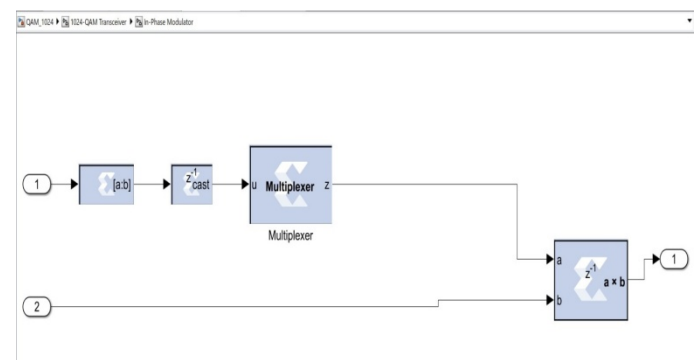 QAM_1024 1024-QAM Transceiver In-Phase Modulator
1 [a:b] z-1 cast u Multiplexer z
Multiplexer
a
z-1 a × b 1
2 b